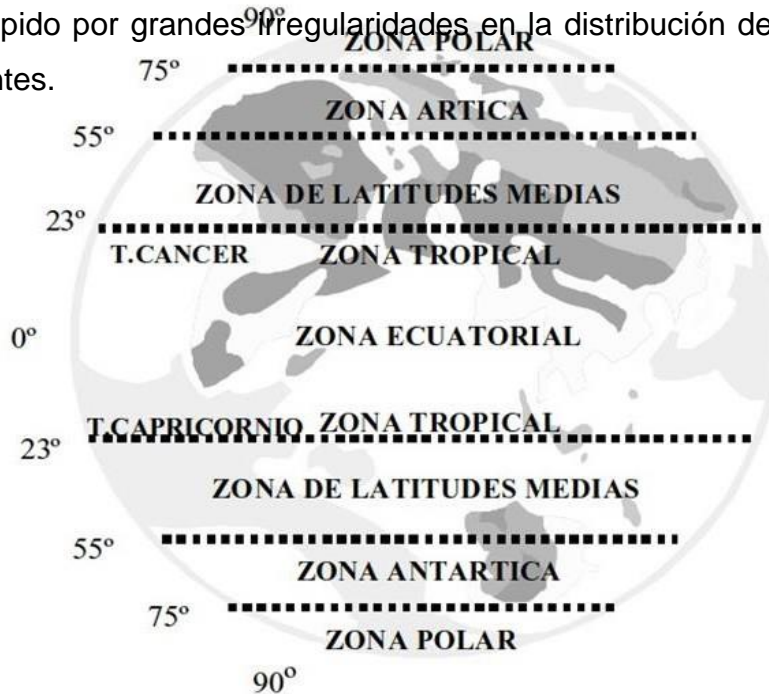 pido por grandes irregularidades en la distribución de
ntes.
90º
ZONA POLAR
75º
ZONA ARTICA
55º
ZONA DE LATITUDES MEDIAS
23º
T.CANCER ZONA TROPICAL
0º ZONA ECUATORIAL
T.CAPRICORNIO ZONA TROPICAL
23º
ZONA DE LATITUDES MEDIAS
55º
ZONA ANTARTICA
75º
ZONA POLAR
90º